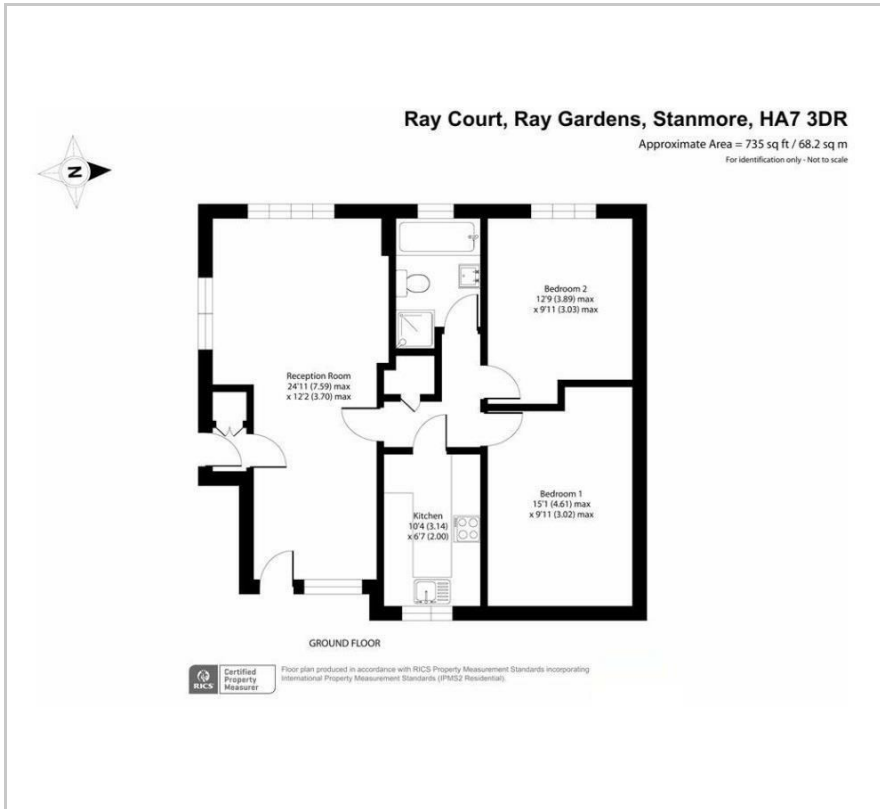 Ray Court, Ray Gardens, Stanmore, HA7 3DR
Approximate Area = 735 sq ft / 68.2 sq m
For identification only - Not to scale
N
Bedroom 2
12'9 (3.89) max
x 9'11 (3.03) max
Reception Room
24'11 (7.59) max
x 12'2 (3.70) max
Bedroom 1
15'1 (4.61) max
x 9'11 (3.02) max
Kitchen
10'4 (3.14)
x 6'7 (2.00)
GROUND FLOOR
RICS
Certified
Property
Measurer
Floor plan produced in accordance with RICS Property Measurement Standards incorporating
International Property Measurement Standards (IPMS2 Residential)